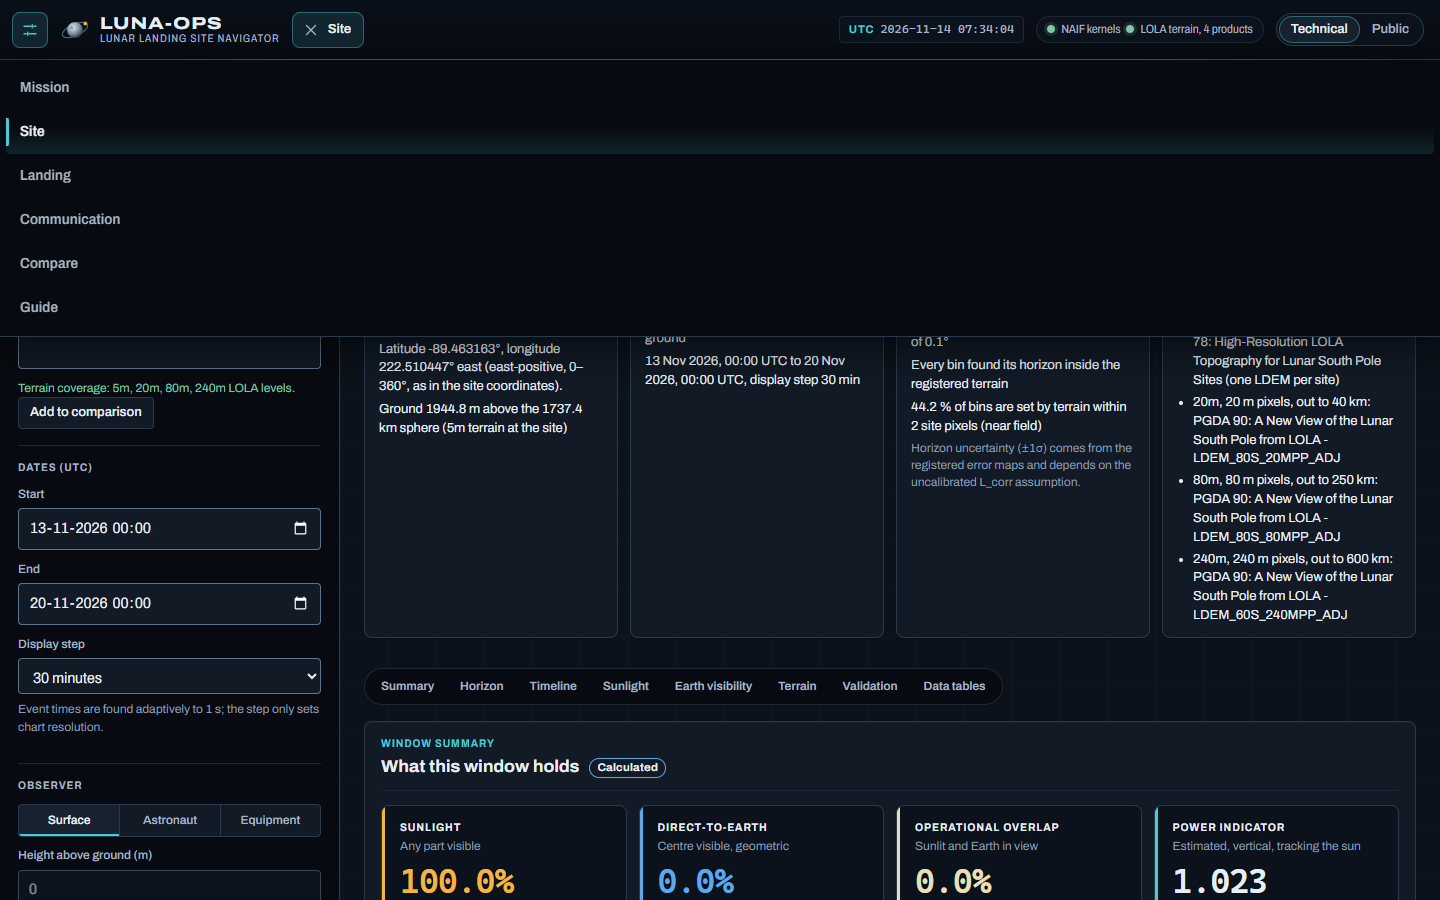 LUNA-OPS
LUNAR LANDING SITE NAVIGATOR
Site
UTC 2026-11-14 07:34:04
NAIF kernels
LOLA terrain, 4 products
Technical
Public
Mission
Site
Landing
Communication
Compare
Guide
Terrain coverage: 5m, 20m, 80m, 240m LOLA levels.
Add to comparison
DATES (UTC)
Start
13-11-2026 00:00
End
20-11-2026 00:00
Display step
30 minutes
Event times are found adaptively to 1 s; the step only sets
chart resolution.
OBSERVER
Surface
Astronaut
Equipment
Height above ground (m)
0
Latitude -89.463163°, longitude
222.510447° east (east-positive, 0–
360°, as in the site coordinates).
Ground 1944.8 m above the 1737.4
km sphere (5m terrain at the site)
ground
13 Nov 2026, 00:00 UTC to 20 Nov
2026, 00:00 UTC, display step 30 min
of 0.1°
Every bin found its horizon inside the
registered terrain
44.2 % of bins are set by terrain within
2 site pixels (near field)
Horizon uncertainty (±1σ) comes from the
registered error maps and depends on the
uncalibrated L_corr assumption.
78: High-Resolution LOLA
Topography for Lunar South Pole
Sites (one LDEM per site)
• 20m, 20 m pixels, out to 40 km:
PGDA 90: A New View of the Lunar
South Pole from LOLA -
LDEM_80S_20MPP_ADJ
• 80m, 80 m pixels, out to 250 km:
PGDA 90: A New View of the Lunar
South Pole from LOLA -
LDEM_80S_80MPP_ADJ
• 240m, 240 m pixels, out to 600 km:
PGDA 90: A New View of the Lunar
South Pole from LOLA -
LDEM_60S_240MPP_ADJ
Summary
Horizon
Timeline
Sunlight
Earth visibility
Terrain
Validation
Data tables
WINDOW SUMMARY
What this window holds
Calculated
SUNLIGHT
Any part visible
100.0%
DIRECT-TO-EARTH
Centre visible, geometric
0.0%
OPERATIONAL OVERLAP
Sunlit and Earth in view
0.0%
POWER INDICATOR
Estimated, vertical, tracking the sun
1.023